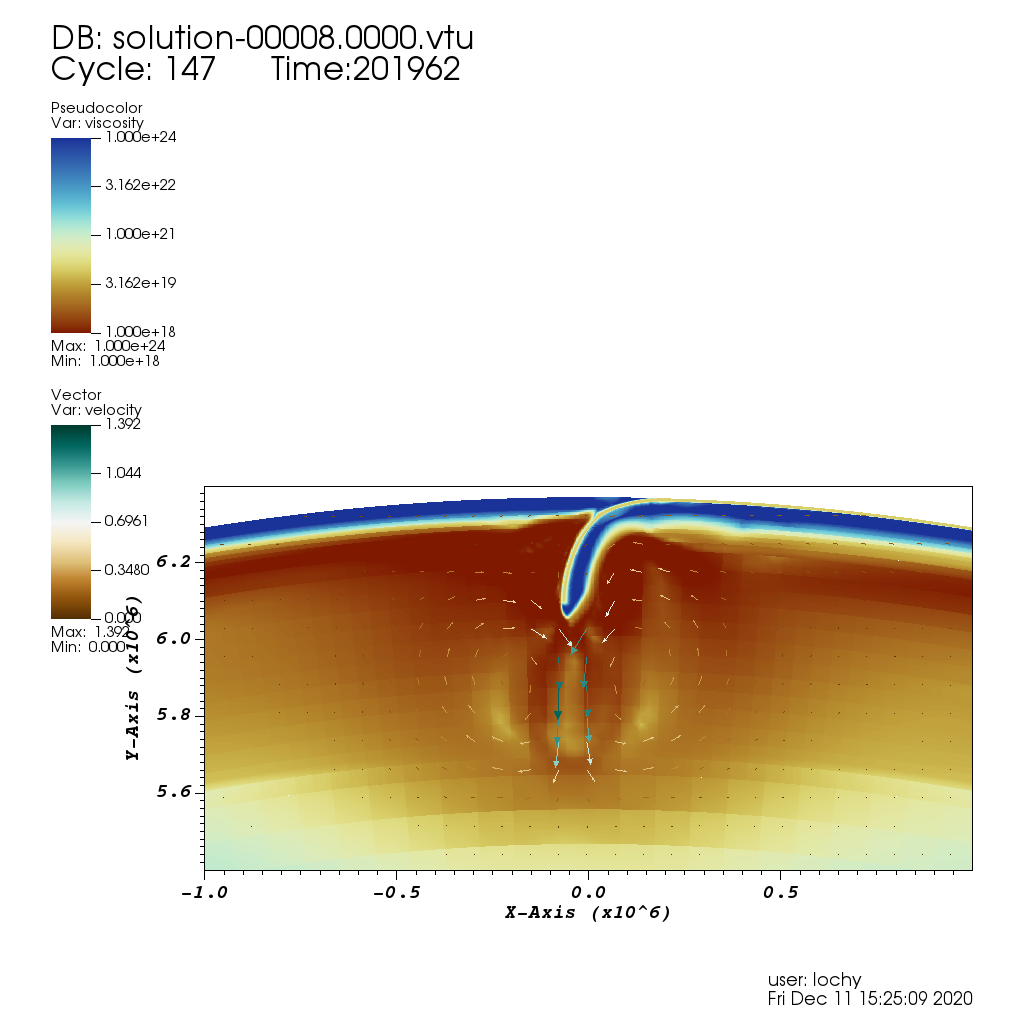 DB: solution-00008.0000.vtu
Cycle: 147 Time:201962
Pseudocolor
Var: viscosity
1.000e+24
3.162e+22
1.000e+21
3.162e+19
1.000e+18
Max: 1.000e+24
Min: 1.000e+18
Vector
Var: velocity
1.392
1.044
0.6961
0.3480
0.000
Max: 1.392
Min: 0.000
Y-Axis (x10^6)
6.2
6.0
5.8
5.6
-1.0 -0.5 0.0 0.5
X-Axis (x10^6)
user: lochy
Fri Dec 11 15:25:09 2020